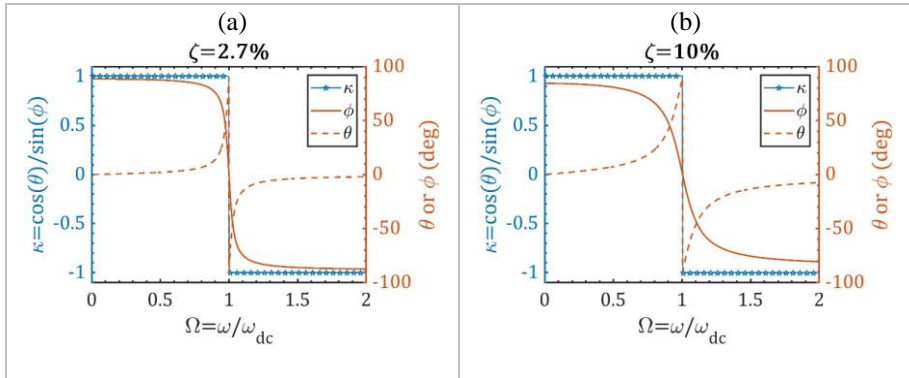 (a)
ζ=2.7%
κ=cos(θ)/sin(ϕ)
1
0.5
0
-0.5
-1
κ
ϕ
θ
100
50
0
-50
-100
θ or ϕ (deg)
0 0.5 1 1.5 2
Ω=ω/ω_dc
(b)
ζ=10%
κ=cos(θ)/sin(ϕ)
1
0.5
0
-0.5
-1
κ
ϕ
θ
100
50
0
-50
-100
θ or ϕ (deg)
0 0.5 1 1.5 2
Ω=ω/ω_dc